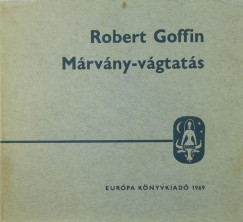 Robert Goffin
Márvány-vágtatás
EURÓPA KÖNYVKIADÓ 1969